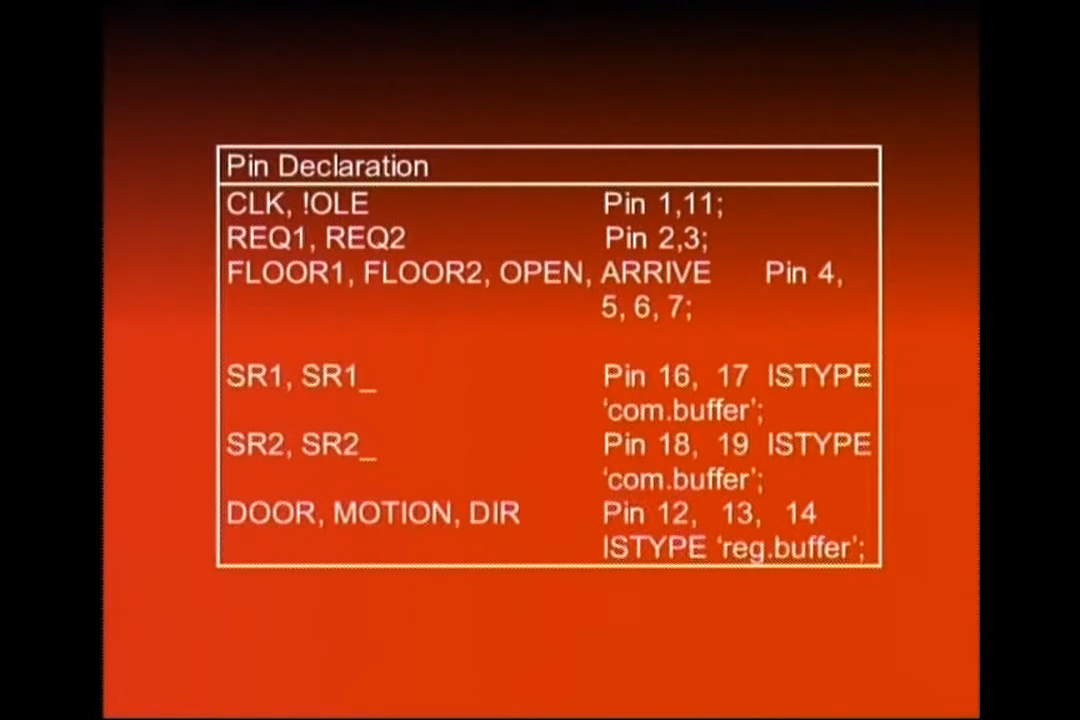 Pin Declaration
CLK, !OLE Pin 1,11;
REQ1, REQ2 Pin 2,3;
FLOOR1, FLOOR2, OPEN, ARRIVE Pin 4,
5, 6, 7;
SR1, SR1_ Pin 16, 17 ISTYPE
‘com.buffer’;
SR2, SR2_ Pin 18, 19 ISTYPE
‘com.buffer’;
DOOR, MOTION, DIR Pin 12, 13, 14
ISTYPE ‘reg.buffer’;